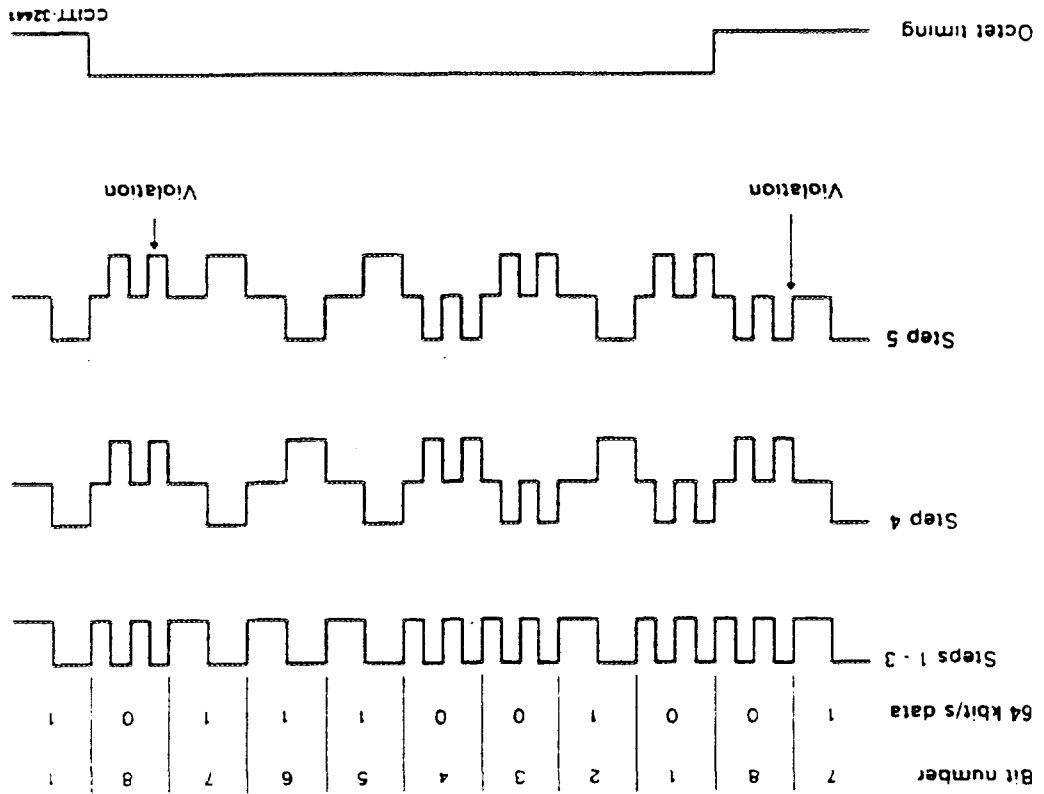 Bit number 7 8 1 2 3 4 5 6 7 8 1
64 kbit/s data 1 0 0 1 0 0 1 1 1 0 1
Steps 1 - 3
Step 4
Step 5
Violation Violation
Octet timing
CCITT-32441